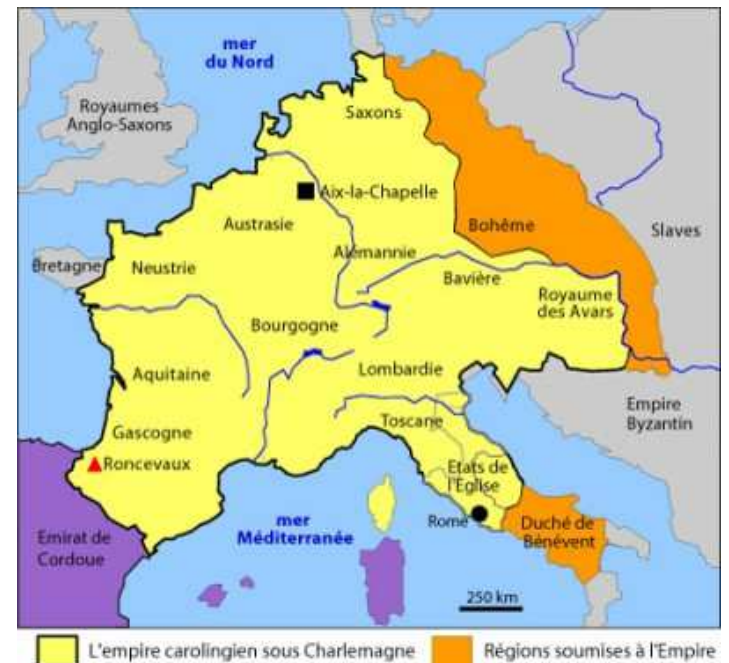 mer
du Nord
Royaumes
Anglo-Saxons
Saxons
Aix-la-Chapelle
Austrasie
Bohême
Slaves
Bretagne
Neustrie
Alémannie
Bavière
Royaume
des Avars
Bourgogne
Aquitaine
Lombardie
Empire
Byzantin
Toscane
Gascogne
Roncevaux
Etats de
l'Eglise
Rome
Duché de
Bénévent
mer
Méditerranée
Emirat de
Cordoue
250 km
L'empire carolingien sous Charlemagne
Régions soumises à l'Empire